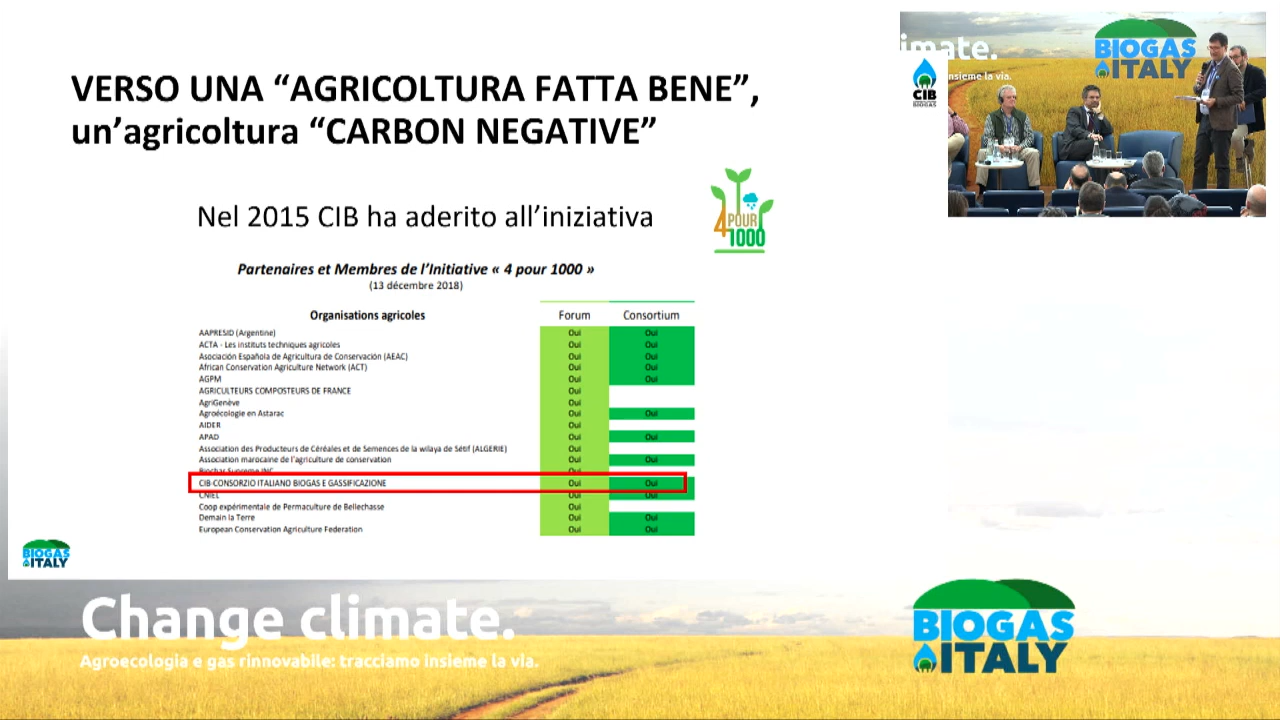 VERSO UNA “AGRICOLTURA FATTA BENE”,
un’agricoltura “CARBON NEGATIVE”
Nel 2015 CIB ha aderito all’iniziativa
4 POUR
1000
Partenaires et Membres de l’Initiative « 4 pour 1000 »
(13 décembre 2018)
Organisations agricoles Forum Consortium
AAPRESID (Argentine) Oui Oui
ACTA - Les instituts techniques agricoles Oui Oui
Asociación Española de Agricultura de Conservación (AEAC) Oui Oui
African Conservation Agriculture Network (ACT) Oui Oui
AGPM Oui Oui
AGRICULTEURS COMPOSTEURS DE FRANCE Oui
AgriGenève Oui
Agroécologie en Astarac Oui Oui
AIDER Oui
APAD Oui Oui
Association des Producteurs de Céréales et de Semences de la wilaya de Sétif (ALGERIE) Oui
Association marocaine de l’agriculture de conservation Oui Oui
Biochar Supreme INC Oui
CIB-CONSORZIO ITALIANO BIOGAS E GASSIFICAZIONE Oui Oui
CNIEL Oui Oui
Coop expérimentale de Permaculture de Bellechasse Oui
Demain la Terre Oui Oui
European Conservation Agriculture Federation Oui Oui
BIOGAS
ITALY
Change climate.
Agroecologia e gas rinnovabile: tracciamo insieme la via.
BIOGAS
ITALY
climate.
insieme la via.
CIB
BIOGAS
ITALY